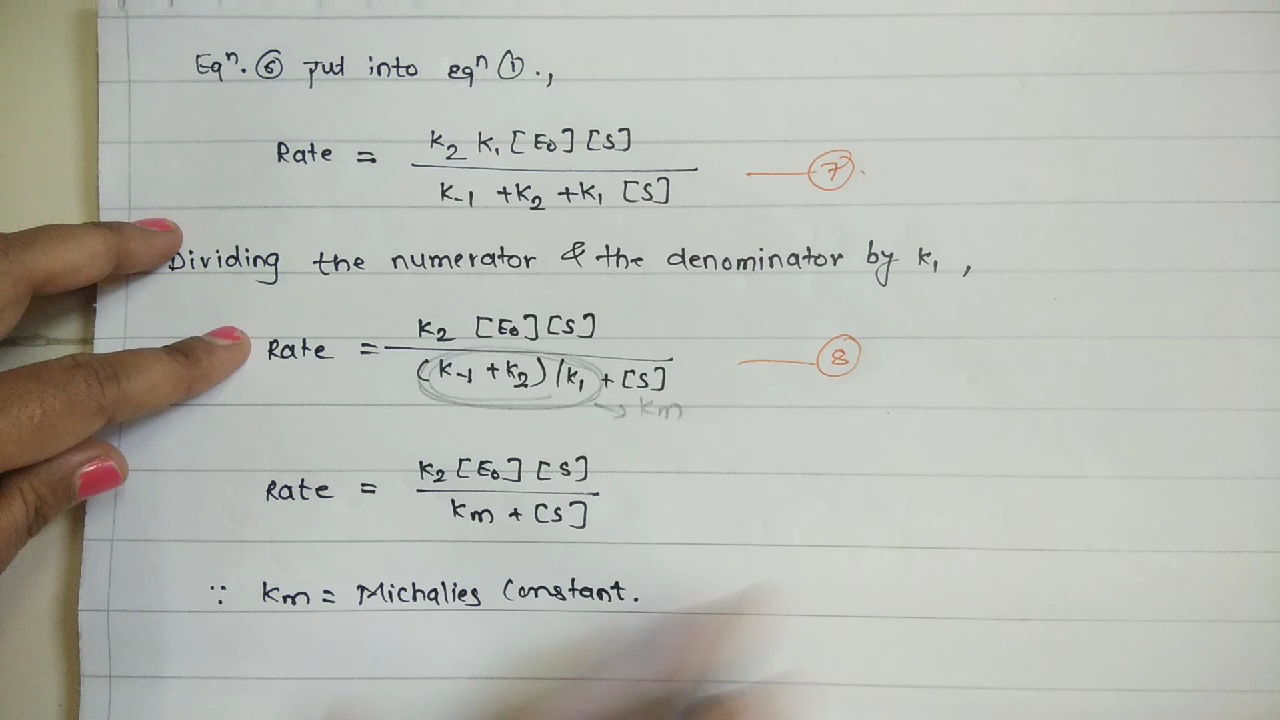 Eqⁿ. ⑥ put into eqⁿ ①.,
Rate = K₂ K₁ [E₀] [S] / K₋₁ + K₂ + K₁ [S] —— ⑦.
Dividing the numerator & the denominator by K₁ ,
Rate = K₂ [E₀] [S] / (K₋₁ + K₂) / K₁ + [S] —— ⑧
→ Km
Rate = K₂ [E₀] [S] / Km + [S]
∵ Km = Michalies Constant.